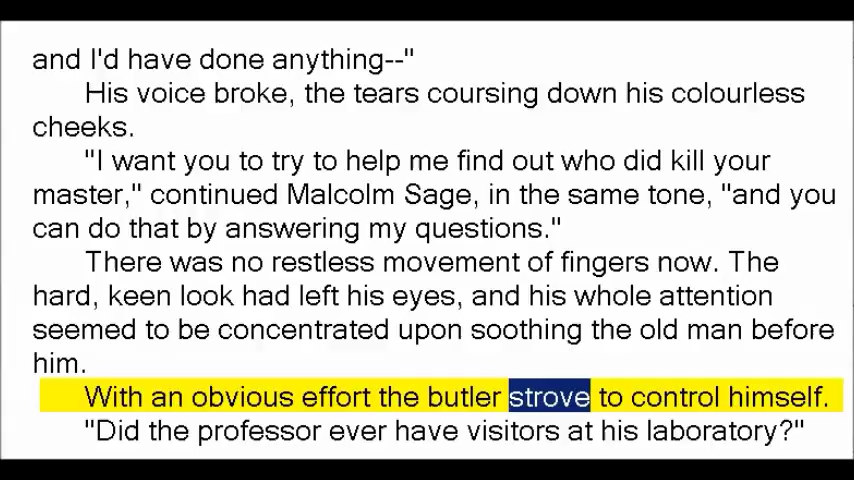 and I'd have done anything--"
His voice broke, the tears coursing down his colourless
cheeks.
"I want you to try to help me find out who did kill your
master," continued Malcolm Sage, in the same tone, "and you
can do that by answering my questions."
There was no restless movement of fingers now. The
hard, keen look had left his eyes, and his whole attention
seemed to be concentrated upon soothing the old man before
him.
With an obvious effort the butler strove to control himself.
"Did the professor ever have visitors at his laboratory?"